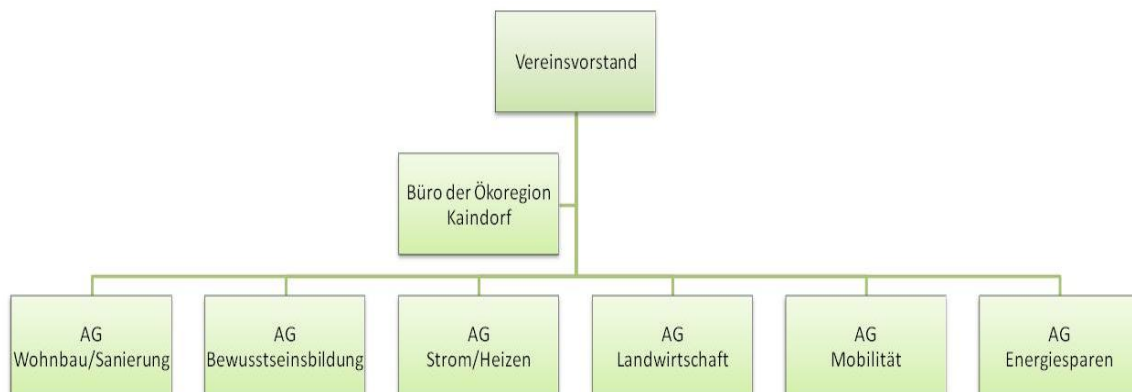 Vereinsvorstand
Büro der Ökoregion
Kaindorf
AG
Wohnbau/Sanierung
AG
Bewusstseinsbildung
AG
Strom/Heizen
AG
Landwirtschaft
AG
Mobilität
AG
Energiesparen